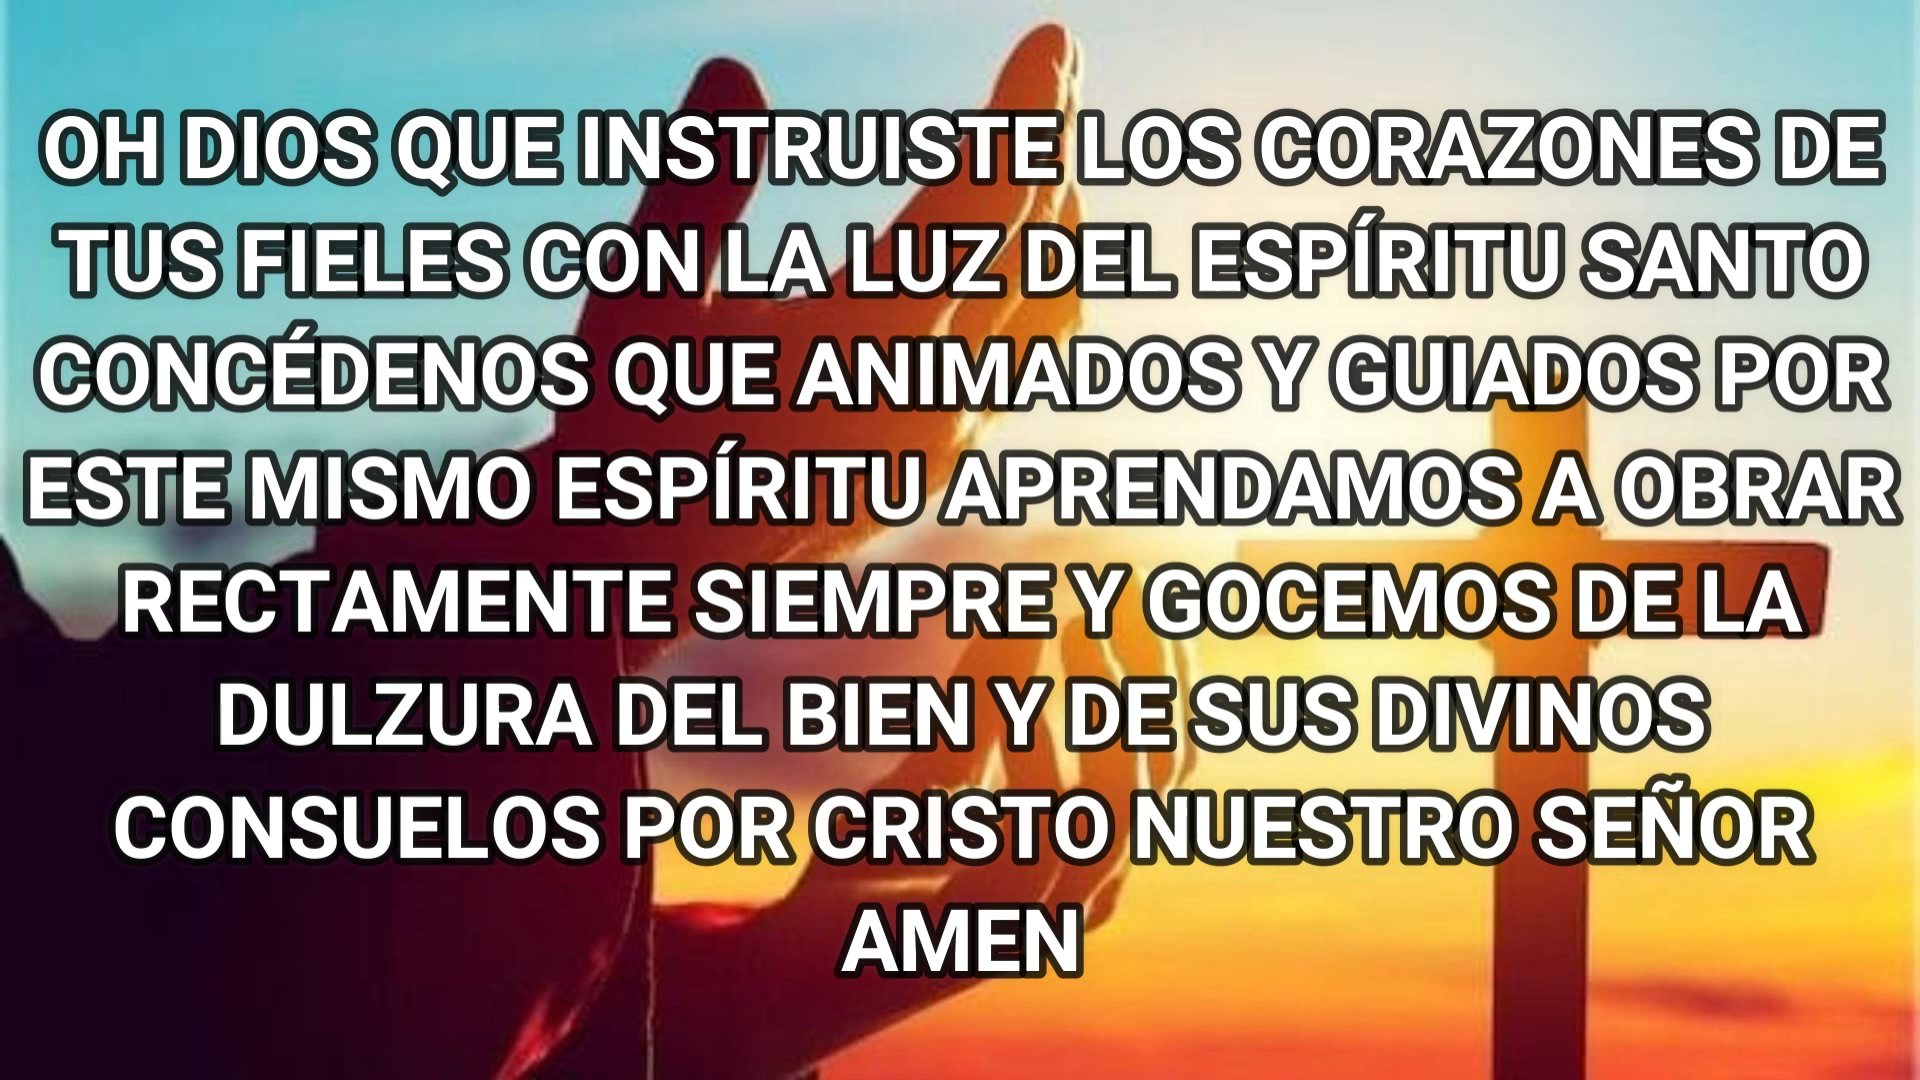 OH DIOS QUE INSTRUISTE LOS CORAZONES DE
TUS FIELES CON LA LUZ DEL ESPÍRITU SANTO
CONCÉDENOS QUE ANIMADOS Y GUIADOS POR
ESTE MISMO ESPÍRITU APRENDAMOS A OBRAR
RECTAMENTE SIEMPRE Y GOCEMOS DE LA
DULZURA DEL BIEN Y DE SUS DIVINOS
CONSUELOS POR CRISTO NUESTRO SEÑOR
AMEN